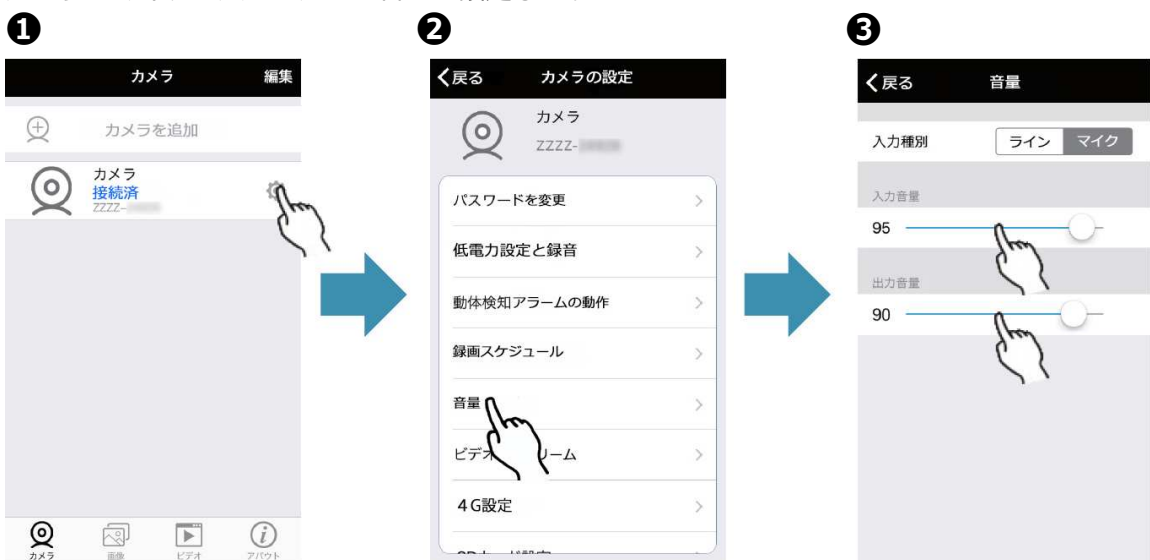 ❶
カメラ 編集
カメラを追加
カメラ
接続済
ZZZZ-
カメラ 画像 ビデオ アバウト
❷
戻る カメラの設定
カメラ
ZZZZ-
パスワードを変更
低電力設定と録音
動体検知アラームの動作
録画スケジュール
音量
ビデオ リーム
4G設定
❸
戻る 音量
入力種別 ライン マイク
入力音量
95
出力音量
90